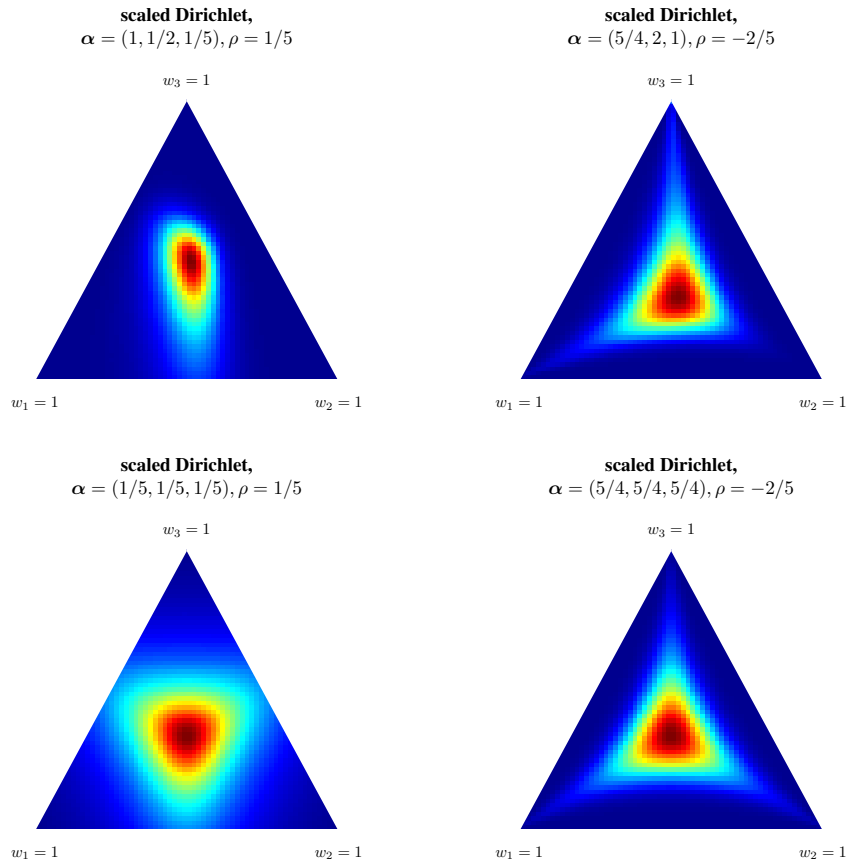 scaled Dirichlet,
α = (1, 1/2, 1/5), ρ = 1/5
w₃ = 1
w₁ = 1
w₂ = 1
scaled Dirichlet,
α = (5/4, 2, 1), ρ = −2/5
w₃ = 1
w₁ = 1
w₂ = 1
scaled Dirichlet,
α = (1/5, 1/5, 1/5), ρ = 1/5
w₃ = 1
w₁ = 1
w₂ = 1
scaled Dirichlet,
α = (5/4, 5/4, 5/4), ρ = −2/5
w₃ = 1
w₁ = 1
w₂ = 1